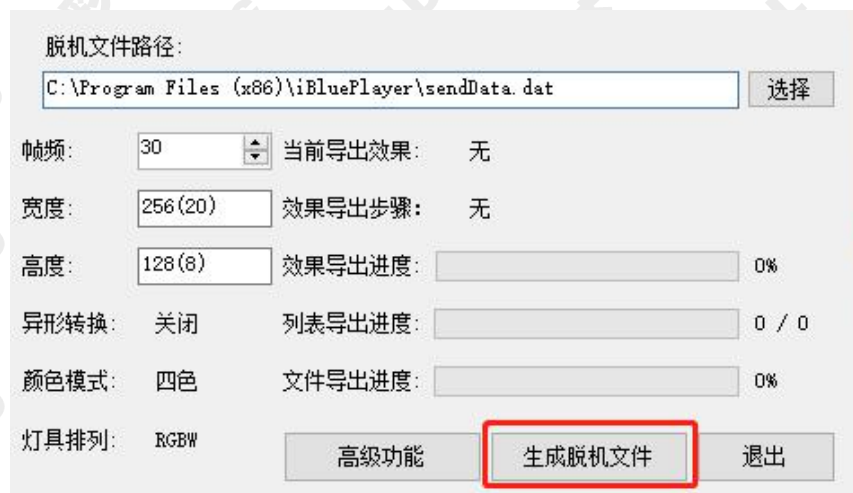 脱机文件路径:
C:\Program Files (x86)\iBluePlayer\sendData.dat 选择
帧频: 30 当前导出效果: 无
宽度: 256(20) 效果导出步骤: 无
高度: 128(8) 效果导出进度: 0%
异形转换: 关闭 列表导出进度: 0 / 0
颜色模式: 四色 文件导出进度: 0%
灯具排列: RGBW 高级功能 生成脱机文件 退出